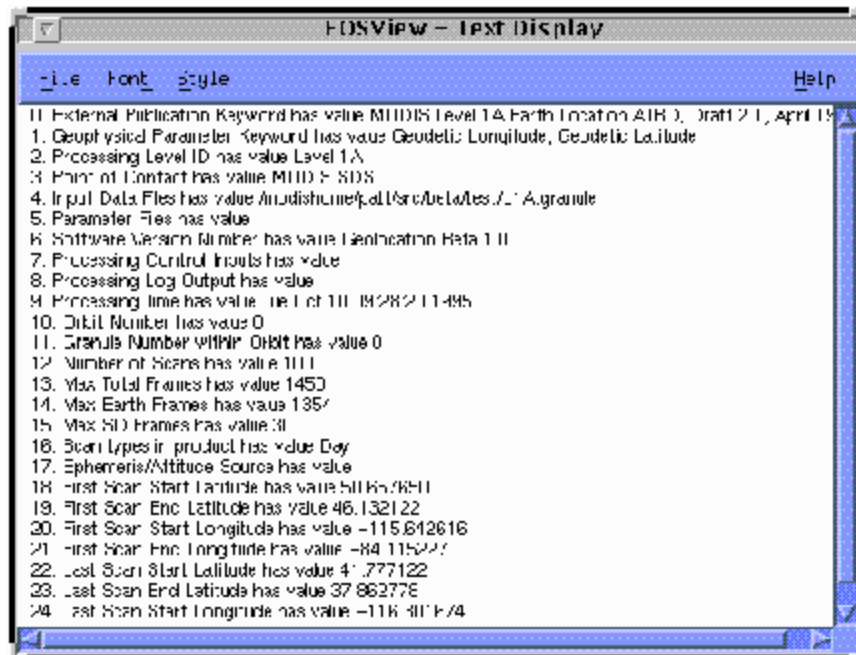 EOSView - Text Display
File Font Style Help
0. External Publication Keyword has value MODIS Level 1A Earth Location ATBD, Draft 2.1, April 19
1. Geophysical Parameter Keyword has value Geodetic Longitude, Geodetic Latitude
2. Processing Level ID has value Level 1A
3. Point of Contact has value MODIS SDS
4. Input Data Files has value
5. Parameter Files has value
6. Software Version Number has value Geolocation Beta 1.0
7. Processing Control Inputs has value
8. Processing Log Output has value
9. Processing Time has value Tue Oct 10
10. Orbit Number has value 0
11. Granule Number within Orbit has value 0
12. Number of Scans has value 100
13. Max Total Frames has value 1450
14. Max Earth Frames has value 1354
15. Max SD Frames has value
16. Scan types in product has value Day
17. Ephemeris/Attitude Source has value
18. First Scan Start Latitude has value 50.657650
19. First Scan End Latitude has value 46.132122
20. First Scan Start Longitude has value -115.642616
21. First Scan End Longitude has value -84.115227
22. Last Scan Start Latitude has value 41.777122
23. Last Scan End Latitude has value 37.862778
24. Last Scan Start Longitude has value